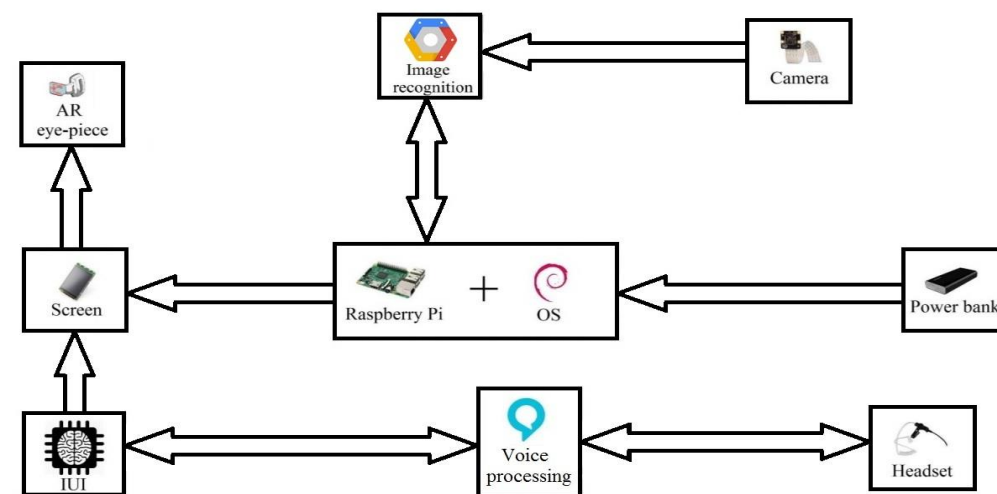 Image
recognition
Camera
AR
eye-piece
Screen
Raspberry Pi
+
OS
Power bank
IUI
Voice
processing
Headset